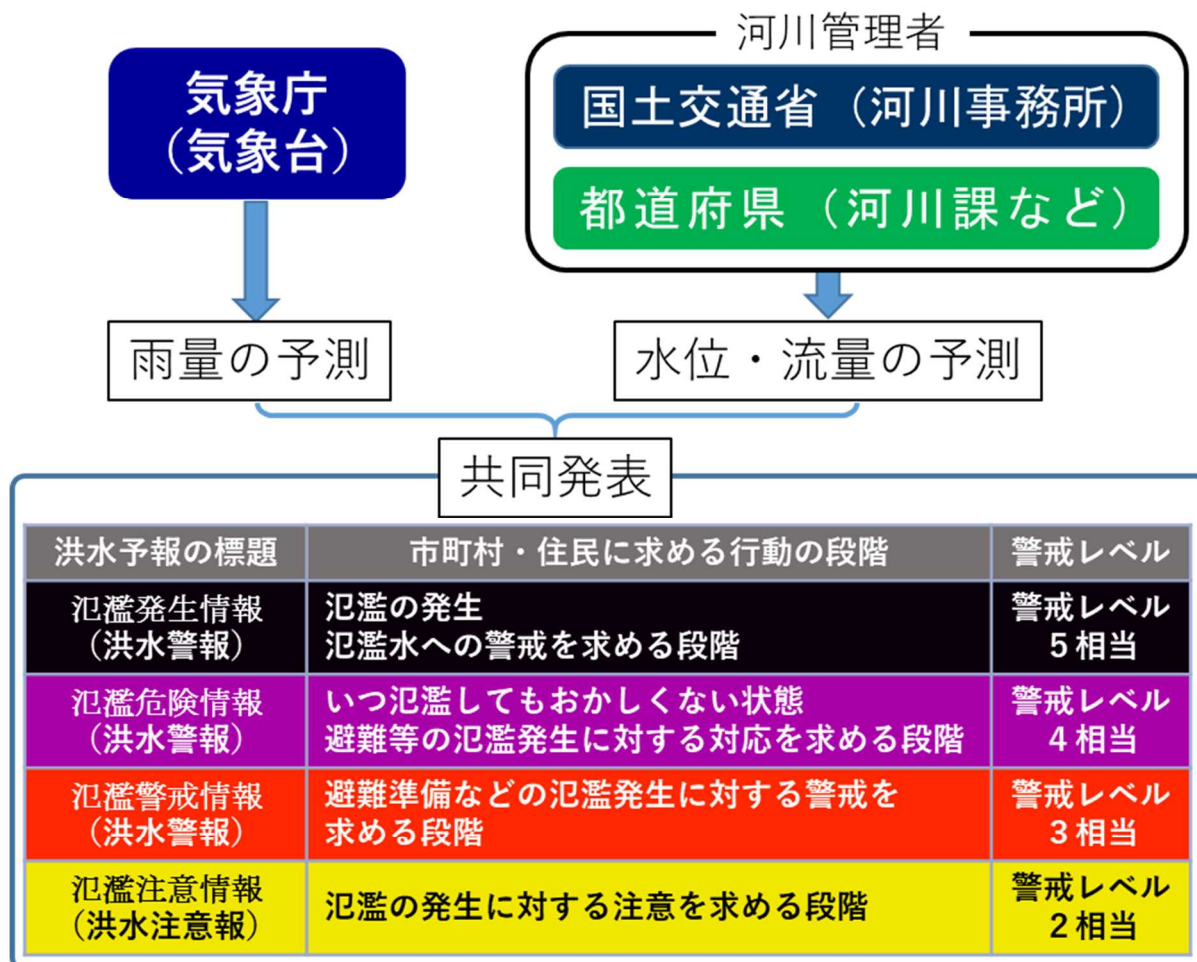 気象庁
（気象台）
河川管理者
国土交通省（河川事務所）
都道府県（河川課など）
雨量の予測
水位・流量の予測
共同発表
洪水予報の標題
市町村・住民に求める行動の段階
警戒レベル
氾濫発生情報
（洪水警報）
氾濫の発生
氾濫水への警戒を求める段階
警戒レベル
５相当
氾濫危険情報
（洪水警報）
いつ氾濫してもおかしくない状態
避難等の氾濫発生に対する対応を求める段階
警戒レベル
４相当
氾濫警戒情報
（洪水警報）
避難準備などの氾濫発生に対する警戒を
求める段階
警戒レベル
３相当
氾濫注意情報
（洪水注意報）
氾濫の発生に対する注意を求める段階
警戒レベル
２相当